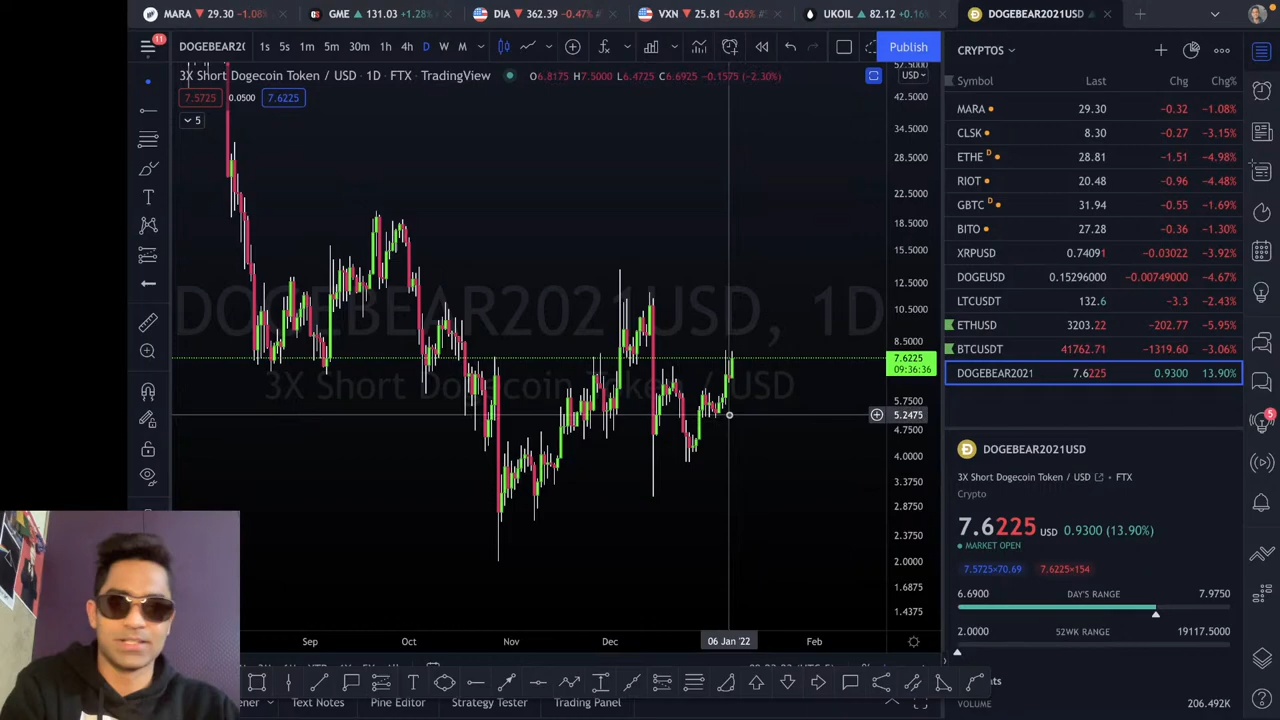 MARA ▼ 29.30 −1.08%
GME ▲ 131.03 +1.28%
DIA ▼ 362.39 −0.47%
VXN ▼ 25.81 −0.65%
UKOIL ▲ 82.12 +0.16%
DOGEBEAR2021USD
11
DOGEBEAR20
1s 5s 1m 5m 30m 1h 4h D W M
Publish
3X Short Dogecoin Token / USD · 1D · FTX · TradingView
O6.8175 H7.5000 L6.4725 C6.6925 −0.1575 (−2.30%)
USD
7.5725 0.0500 7.6225
5
57.5000
42.5000
34.5000
28.5000
22.5000
18.5000
15.5000
12.5000
10.5000
8.5000
7.6225
09:36:36
5.7500
5.2475
4.7500
4.0000
3.3750
2.8750
2.3750
2.0000
1.6875
1.4375
DOGEBEAR2021USD, 1D
3X Short Dogecoin Token / USD
Sep Oct Nov Dec 06 Jan '22 Feb
Text Notes Pine Editor Strategy Tester Trading Panel
CRYPTOS
Symbol Last Chg Chg%
MARA 29.30 −0.32 −1.08%
CLSK 8.30 −0.27 −3.15%
ETHE D 28.81 −1.51 −4.98%
RIOT 20.48 −0.96 −4.48%
GBTC D 31.94 −0.55 −1.69%
BITO 27.28 −0.36 −1.30%
XRPUSD 0.74091 −0.03022 −3.92%
DOGEUSD 0.15296000 −0.00749000 −4.67%
LTCUSDT 132.6 −3.3 −2.43%
ETHUSD 3203.22 −202.77 −5.95%
BTCUSDT 41762.71 −1319.60 −3.06%
DOGEBEAR2021 7.6225 0.9300 13.90%
DOGEBEAR2021USD
3X Short Dogecoin Token / USD · FTX
Crypto
7.6225 USD 0.9300 (13.90%)
MARKET OPEN
7.5725×70.69 7.6225×154
6.6900 DAY'S RANGE 7.9750
2.0000 52WK RANGE 19117.5000
VOLUME 206.492K
5